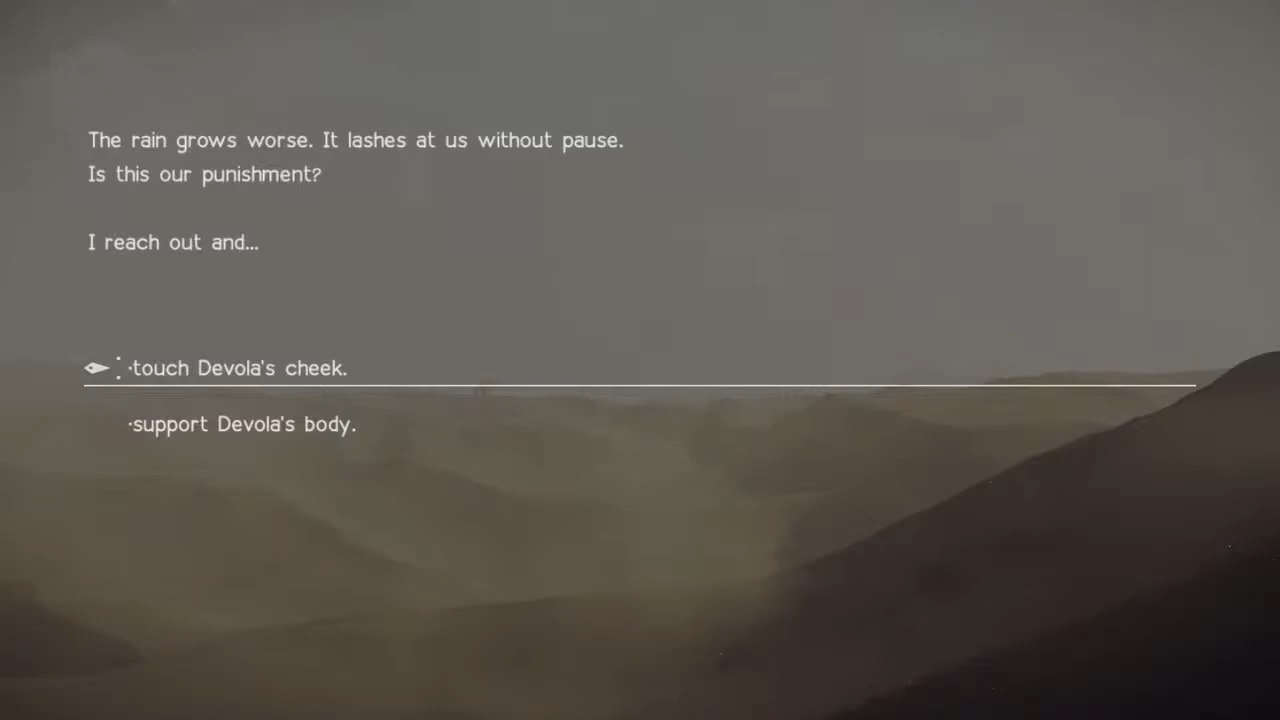 The rain grows worse. It lashes at us without pause.
Is this our punishment?
I reach out and...
·touch Devola's cheek.
·support Devola's body.